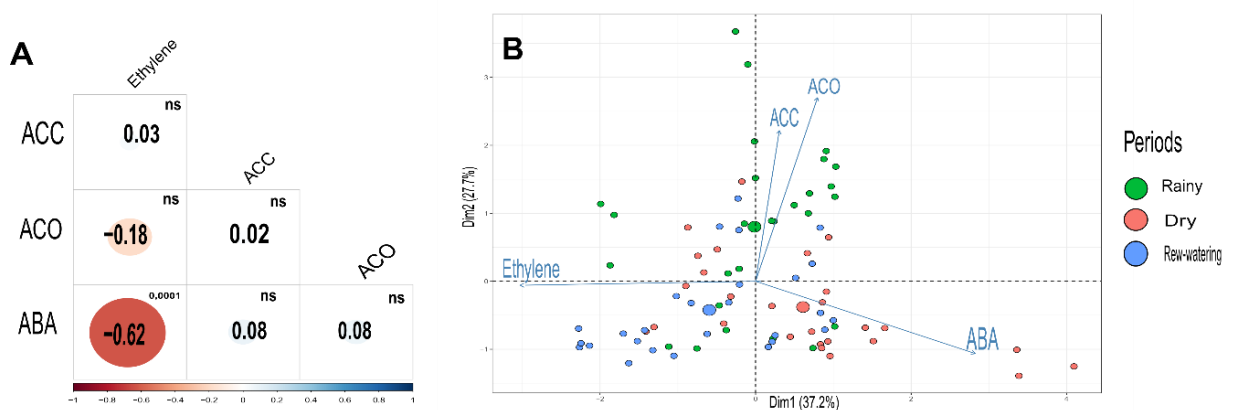 A
Ethylene
ACC
ns
0.03
ACC
ACO
ns
−0.18
ns
0.02
ACO
ABA
0,0001
−0.62
ns
0.08
ns
0.08
−1 −0.8 −0.6 −0.4 −0.2 0 0.2 0.4 0.6 0.8 1
B
ACO
ACC
Ethylene
ABA
Dim2 (27.7%)
3
2
1
0
−1
−2 0 2 4
Dim1 (37.2%)
Periods
Rainy
Dry
Rew-watering